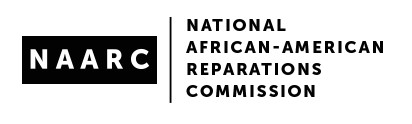 NAARC
NATIONAL
AFRICAN-AMERICAN
REPARATIONS
COMMISSION